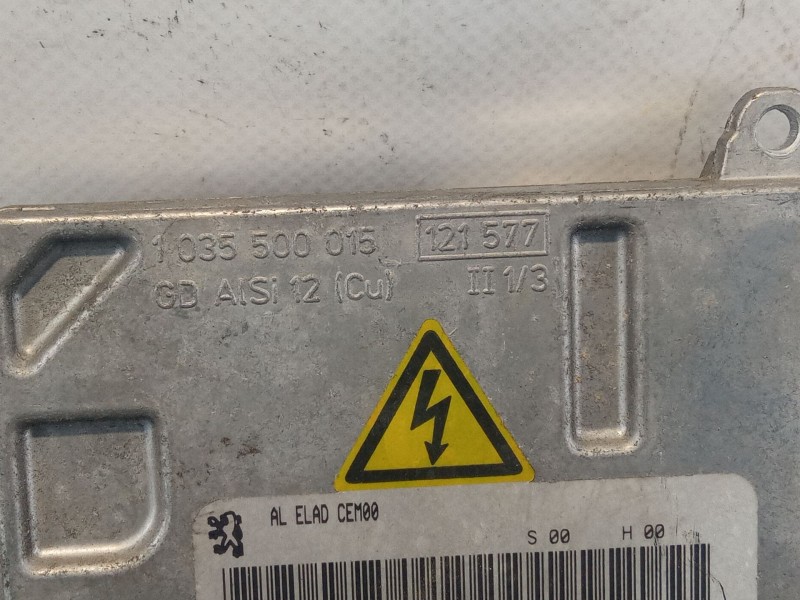 1 035 500 015 121 577
GD AlSi 12 (Cu) II 1/3
AL ELAD CEM00
S 00 H 00